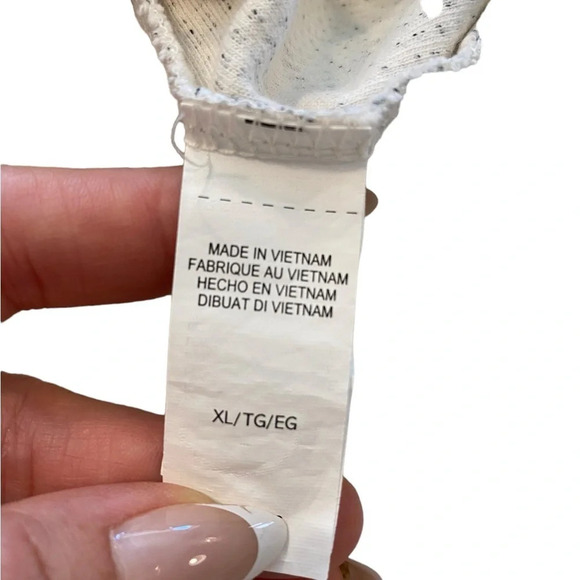 MADE IN VIETNAM
FABRIQUE AU VIETNAM
HECHO EN VIETNAM
DIBUAT DI VIETNAM
XL/TG/EG